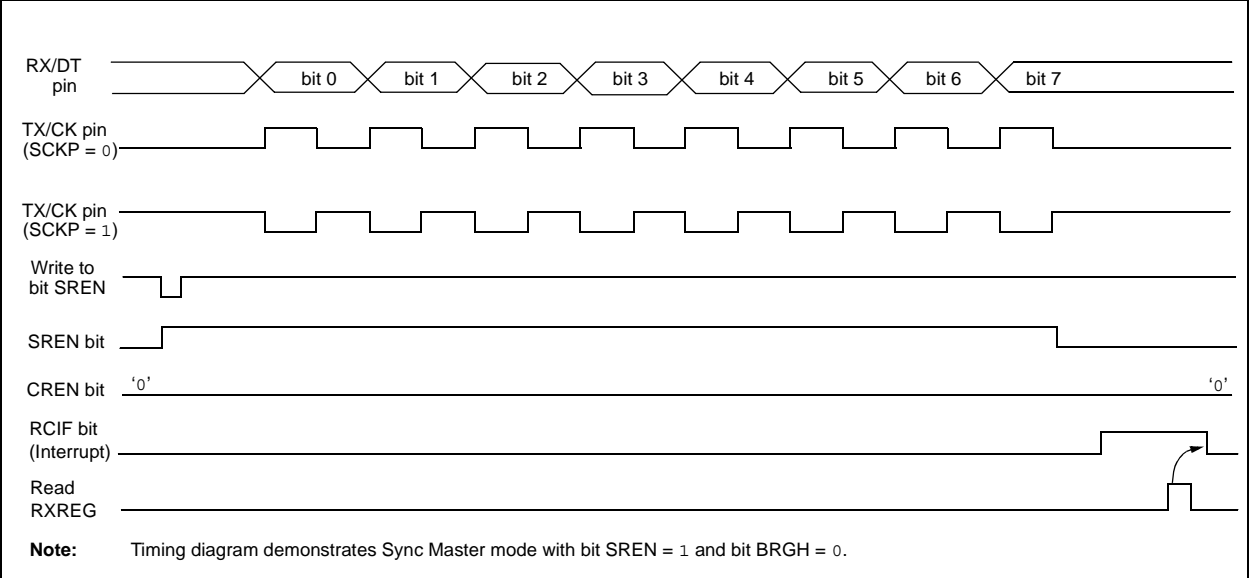 RX/DT
pin
bit 0 bit 1 bit 2 bit 3 bit 4 bit 5 bit 6 bit 7
TX/CK pin
(SCKP = 0)
TX/CK pin
(SCKP = 1)
Write to
bit SREN
SREN bit
CREN bit ‘0’ ‘0’
RCIF bit
(Interrupt)
Read
RXREG
Note: Timing diagram demonstrates Sync Master mode with bit SREN = 1 and bit BRGH = 0.